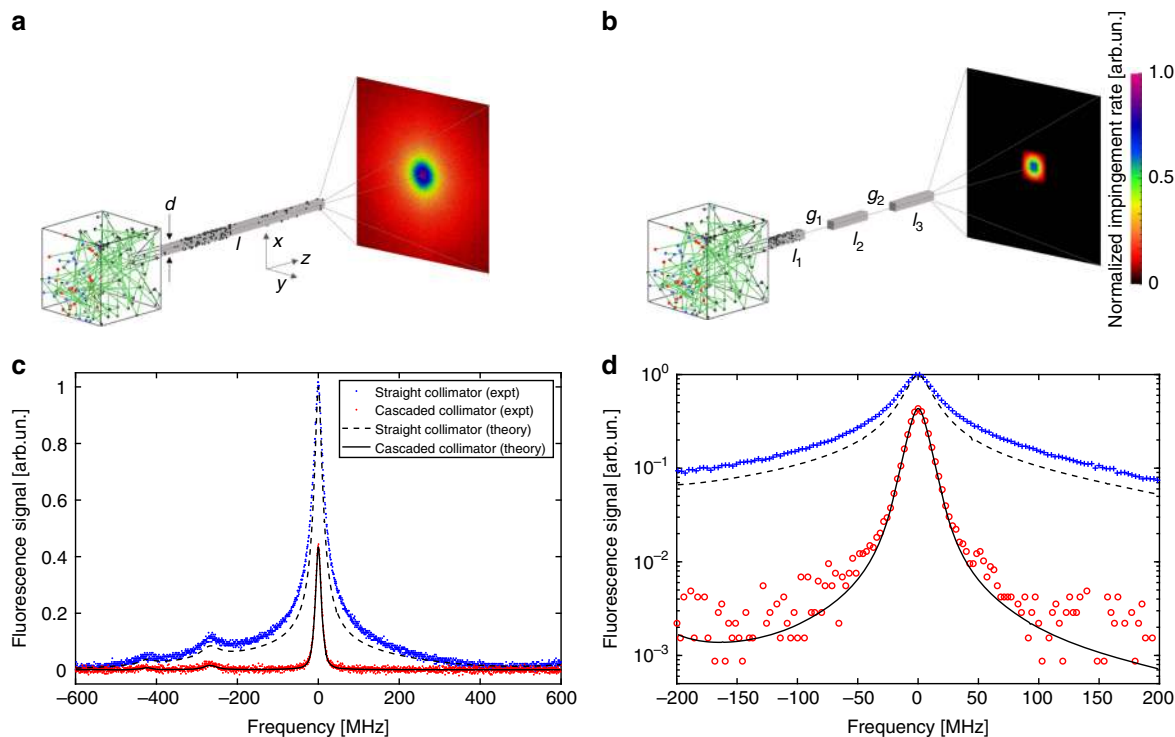 a
d
l
x
z
y
b
g1
g2
l1
l2
l3
Normalized impingement rate [arb.un.]
1.0
0.5
0
c
Fluorescence signal [arb.un.]
1
0.8
0.6
0.4
0.2
0
Straight collimator (expt)
Cascaded collimator (expt)
Straight collimator (theory)
Cascaded collimator (theory)
−600 −400 −200 0 200 400 600
Frequency [MHz]
d
Fluorescence signal [arb.un.]
10^0
10^−1
10^−2
10^−3
−200 −150 −100 −50 0 50 100 150 200
Frequency [MHz]